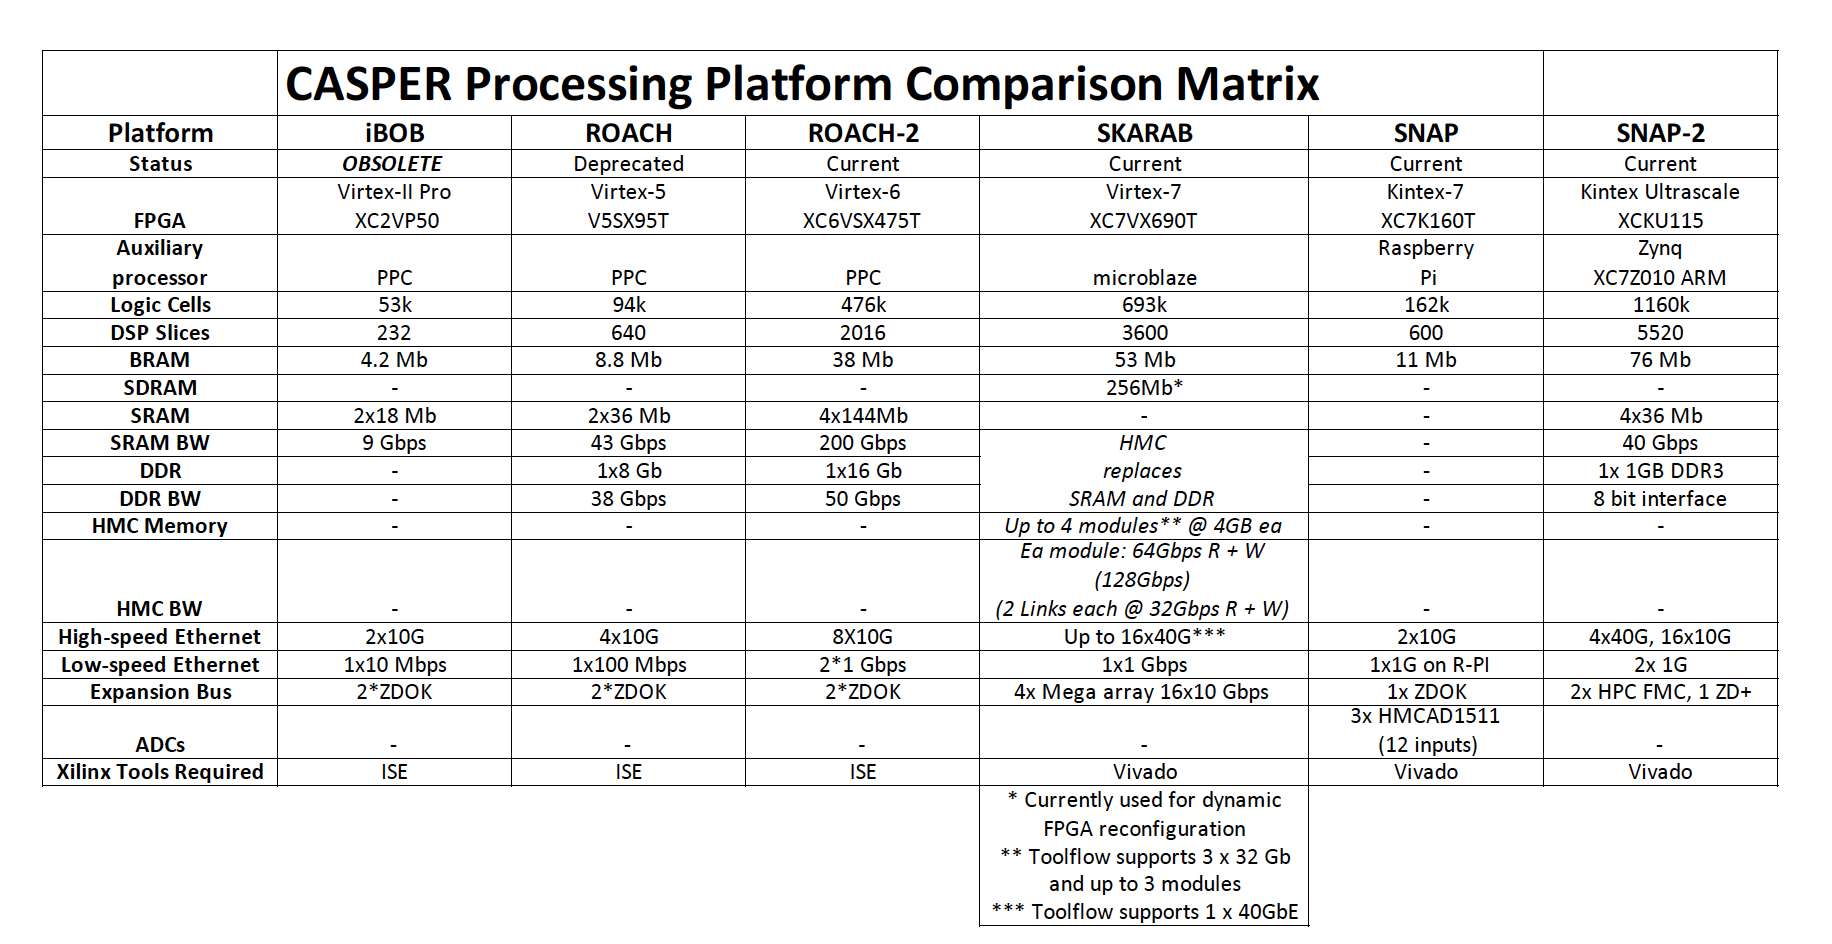 CASPER Processing Platform Comparison Matrix
Platform iBOB ROACH ROACH-2 SKARAB SNAP SNAP-2
Status OBSOLETE Deprecated Current Current Current Current
Virtex-II Pro Virtex-5 Virtex-6 Virtex-7 Kintex-7 Kintex Ultrascale
FPGA XC2VP50 V5SX95T XC6VSX475T XC7VX690T XC7K160T XCKU115
Auxiliary Raspberry Zynq
processor PPC PPC PPC microblaze Pi XC7Z010 ARM
Logic Cells 53k 94k 476k 693k 162k 1160k
DSP Slices 232 640 2016 3600 600 5520
BRAM 4.2 Mb 8.8 Mb 38 Mb 53 Mb 11 Mb 76 Mb
SDRAM - - - 256Mb* - -
SRAM 2x18 Mb 2x36 Mb 4x144Mb - - 4x36 Mb
SRAM BW 9 Gbps 43 Gbps 200 Gbps HMC - 40 Gbps
DDR - 1x8 Gb 1x16 Gb replaces - 1x 1GB DDR3
DDR BW - 38 Gbps 50 Gbps SRAM and DDR - 8 bit interface
HMC Memory - - - Up to 4 modules** @ 4GB ea - -
Ea module: 64Gbps R + W
(128Gbps)
HMC BW - - - (2 Links each @ 32Gbps R + W) - -
High-speed Ethernet 2x10G 4x10G 8X10G Up to 16x40G*** 2x10G 4x40G, 16x10G
Low-speed Ethernet 1x10 Mbps 1x100 Mbps 2*1 Gbps 1x1 Gbps 1x1G on R-PI 2x 1G
Expansion Bus 2*ZDOK 2*ZDOK 2*ZDOK 4x Mega array 16x10 Gbps 1x ZDOK 2x HPC FMC, 1 ZD+
3x HMCAD1511
ADCs - - - - (12 inputs) -
Xilinx Tools Required ISE ISE ISE Vivado Vivado Vivado
* Currently used for dynamic
FPGA reconfiguration
** Toolflow supports 3 x 32 Gb
and up to 3 modules
*** Toolflow supports 1 x 40GbE